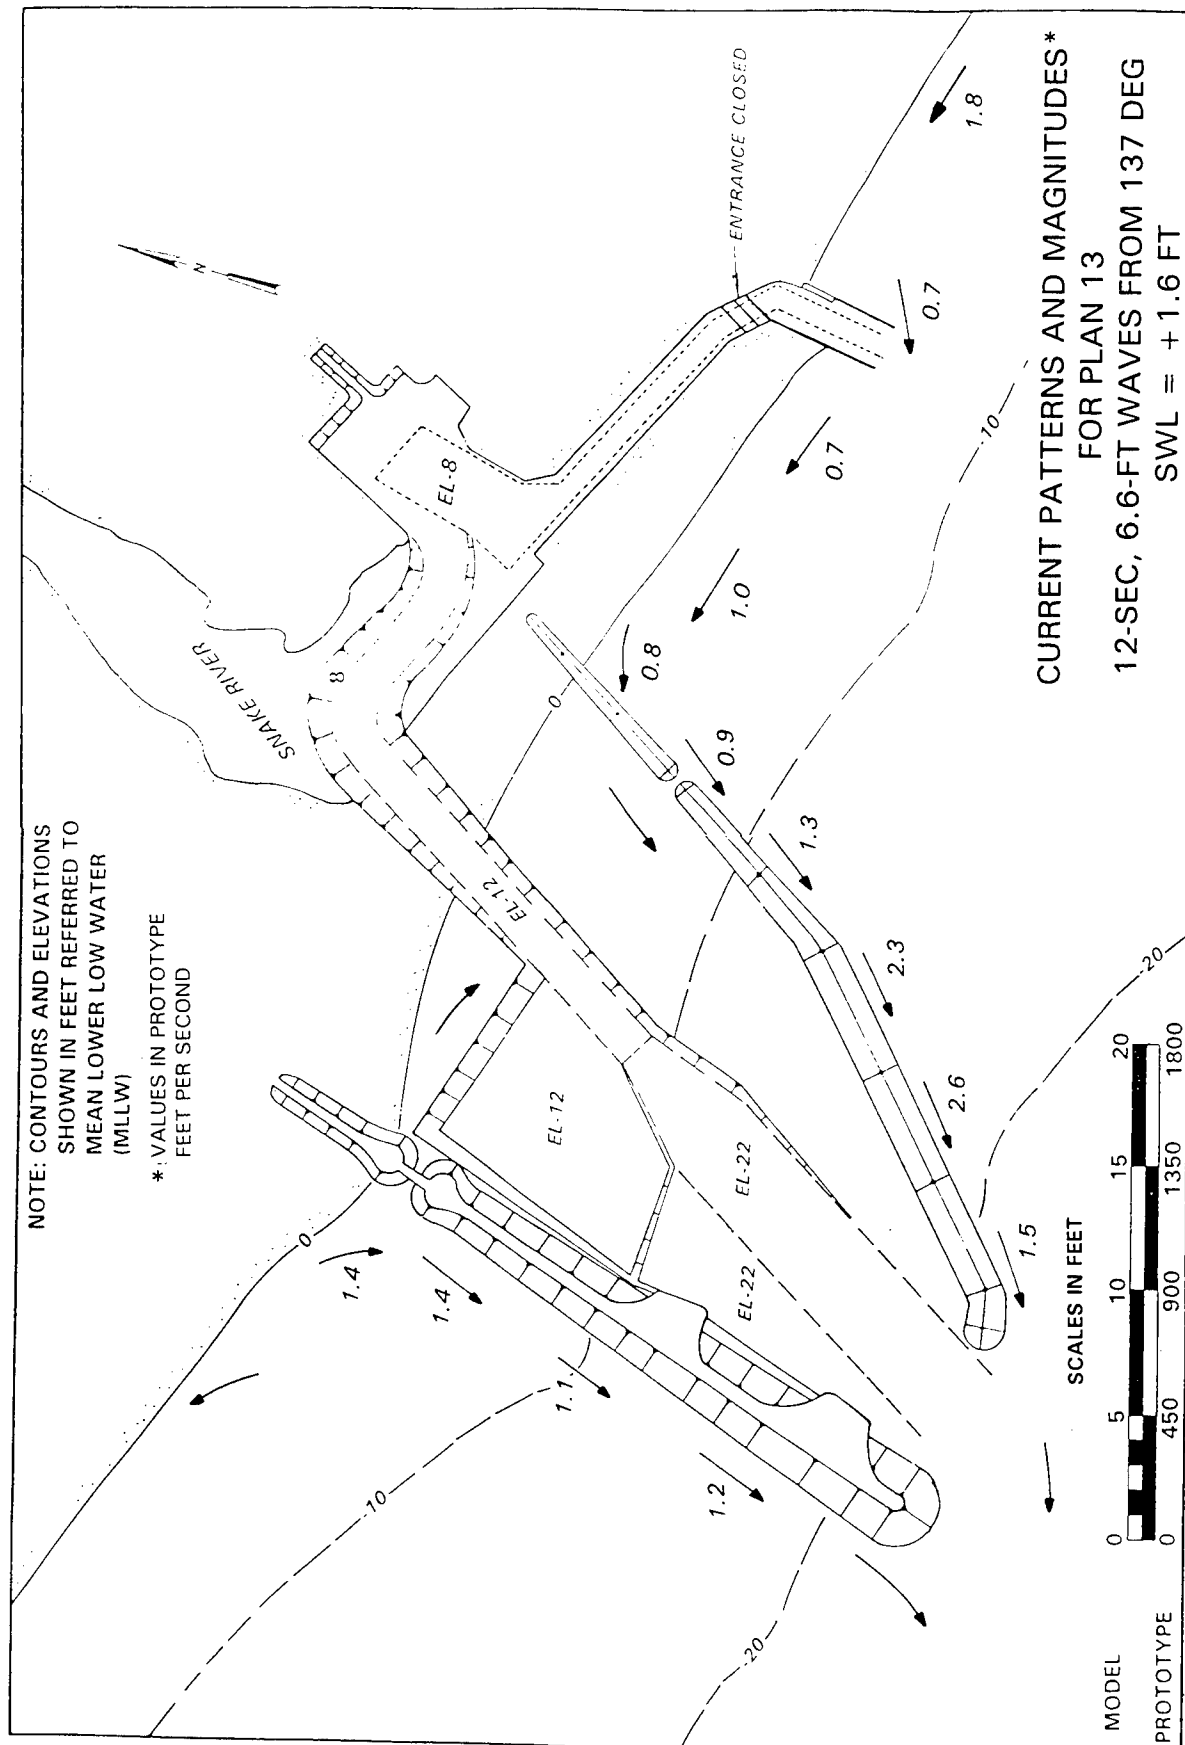 NOTE: CONTOURS AND ELEVATIONS
SHOWN IN FEET REFERRED TO
MEAN LOWER LOW WATER
(MLLW)
*: VALUES IN PROTOTYPE
FEET PER SECOND
N
SNAKE RIVER
8
EL-8
ENTRANCE CLOSED
EL-12
EL-12
EL-22
EL-22
0
0
-10
-10
-20
-20
1.4
1.4
1.1
1.2
1.5
2.6
2.3
1.3
0.9
0.8
1.0
0.7
0.7
1.8
SCALES IN FEET
MODEL 0 5 10 15 20
PROTOTYPE 0 450 900 1350 1800
CURRENT PATTERNS AND MAGNITUDES*
FOR PLAN 13
12-SEC, 6.6-FT WAVES FROM 137 DEG
SWL = +1.6 FT